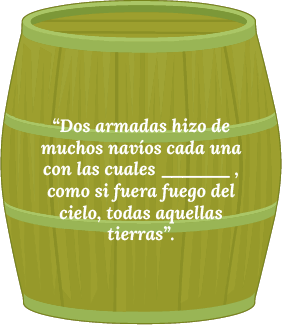 “Dos armadas hizo de
muchos navíos cada una
con las cuales ________ ,
como si fuera fuego del
cielo, todas aquellas
tierras”.